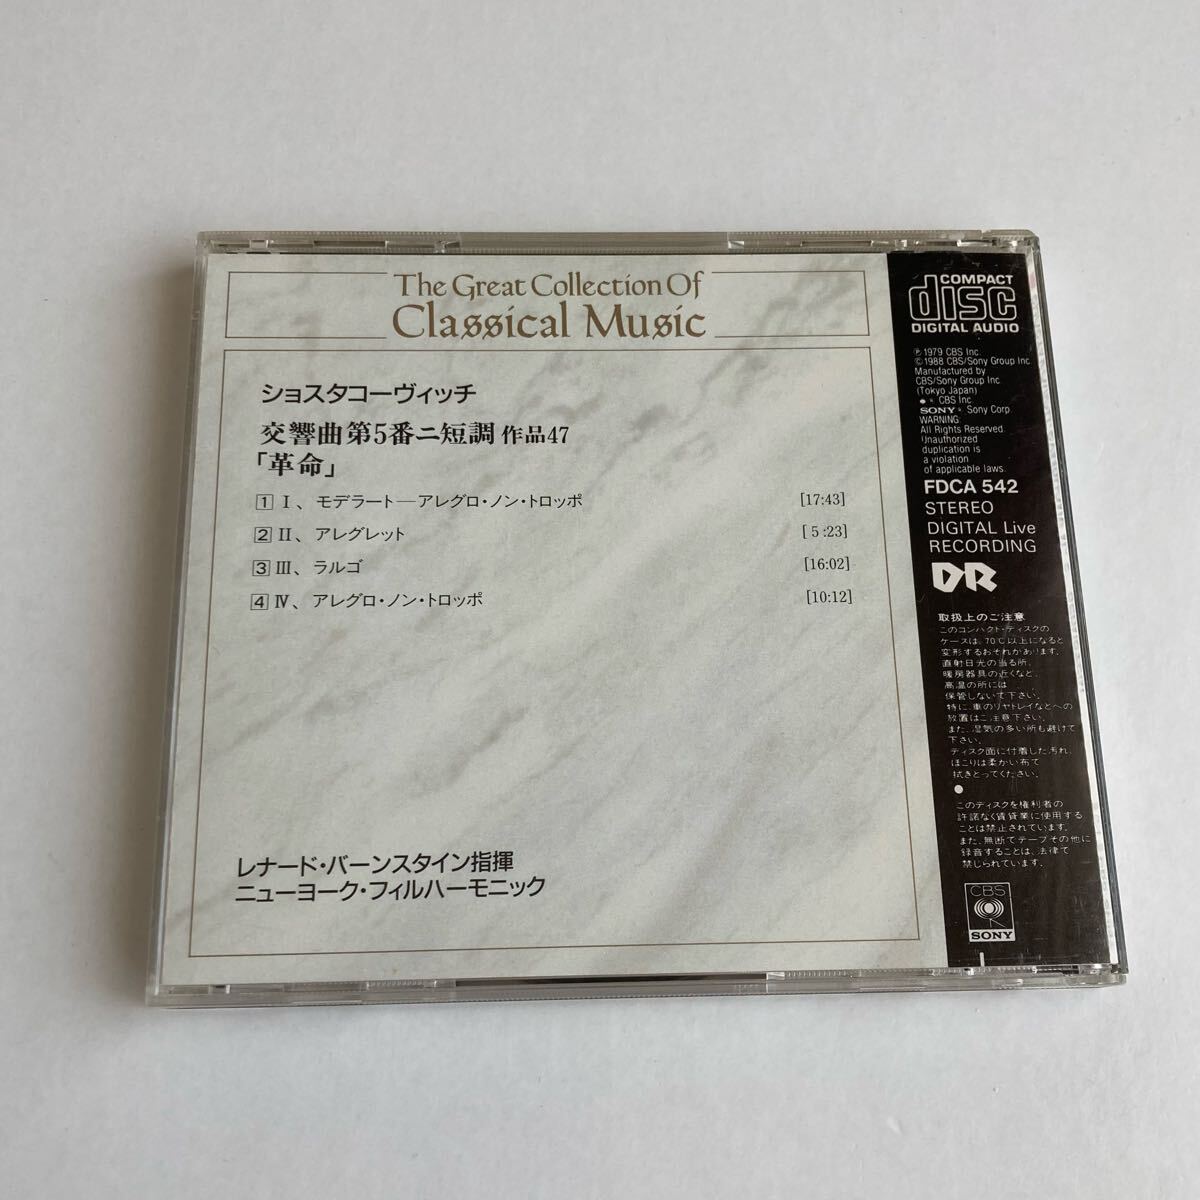 The Great Collection Of
Classical Music
ショスタコーヴィッチ
交響曲第5番ニ短調 作品47
「革命」
1 I、モデラート—アレグロ・ノン・トロッポ [17:43]
2 II、アレグレット [5:23]
3 III、ラルゴ [16:02]
4 IV、アレグロ・ノン・トロッポ [10:12]
レナード・バーンスタイン指揮
ニューヨーク・フィルハーモニック
COMPACT
disc
DIGITAL AUDIO
℗1979 CBS Inc.
©1988 CBS/Sony Group Inc.
Manufactured by
CBS/Sony Group Inc.
(Tokyo Japan)
CBS Inc.
SONY® Sony Corp
WARNING:
All Rights Reserved.
Unauthorized
duplication is
a violation
of applicable laws.
FDCA 542
STEREO
DIGITAL Live
RECORDING
DR
取扱上のご注意
このコンパクト・ディスクの
ケースは、70℃以上になると
変形するおそれがあります。
直射日光の当る所、
暖房器具の近くなど、
高温の所には
保管しないで下さい。
特に、車のリヤトレイなどへの
放置はご注意下さい。
また、湿気の多い所も避けて
下さい。
ディスク面に付着した汚れ、
ほこりは柔かい布で
拭きとってください。
●
このディスクを権利者の
許諾なく賃貸業に使用する
ことは禁止されています。
また、無断でテープその他に
録音することは、法律で
禁じられています。
CBS
SONY